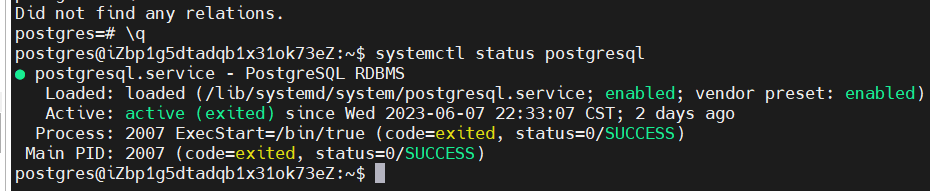 Did not find any relations.
postgres=# \q
postgres@iZbp1g5dtadqb1x31ok73eZ:~$ systemctl status postgresql
● postgresql.service - PostgreSQL RDBMS
   Loaded: loaded (/lib/systemd/system/postgresql.service; enabled; vendor preset: enabled)
   Active: active (exited) since Wed 2023-06-07 22:33:07 CST; 2 days ago
  Process: 2007 ExecStart=/bin/true (code=exited, status=0/SUCCESS)
 Main PID: 2007 (code=exited, status=0/SUCCESS)
postgres@iZbp1g5dtadqb1x31ok73eZ:~$